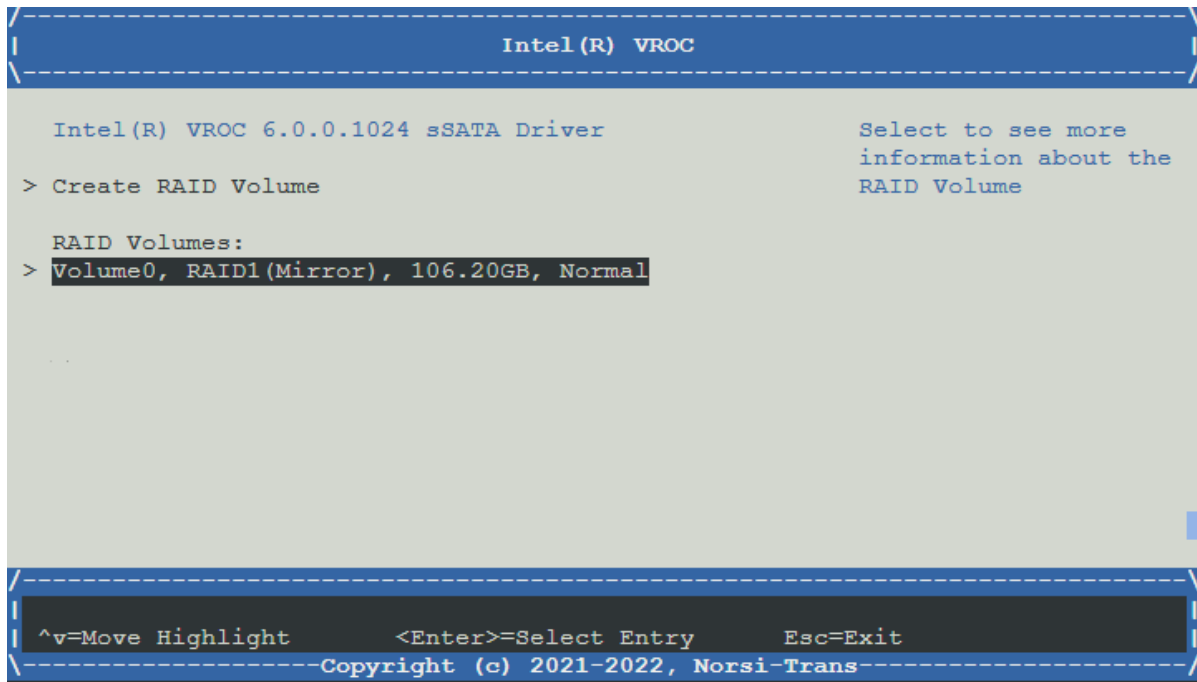 /------------------------------------------------------------------------------\
| Intel(R) VROC |
\------------------------------------------------------------------------------/
Intel(R) VROC 6.0.0.1024 sSATA Driver
> Create RAID Volume
RAID Volumes:
> Volume0, RAID1(Mirror), 106.20GB, Normal
Select to see more
information about the
RAID Volume
/------------------------------------------------------------------------------\
| |
| ^v=Move Highlight <Enter>=Select Entry Esc=Exit |
\--------------------Copyright (c) 2021-2022, Norsi-Trans----------------------/